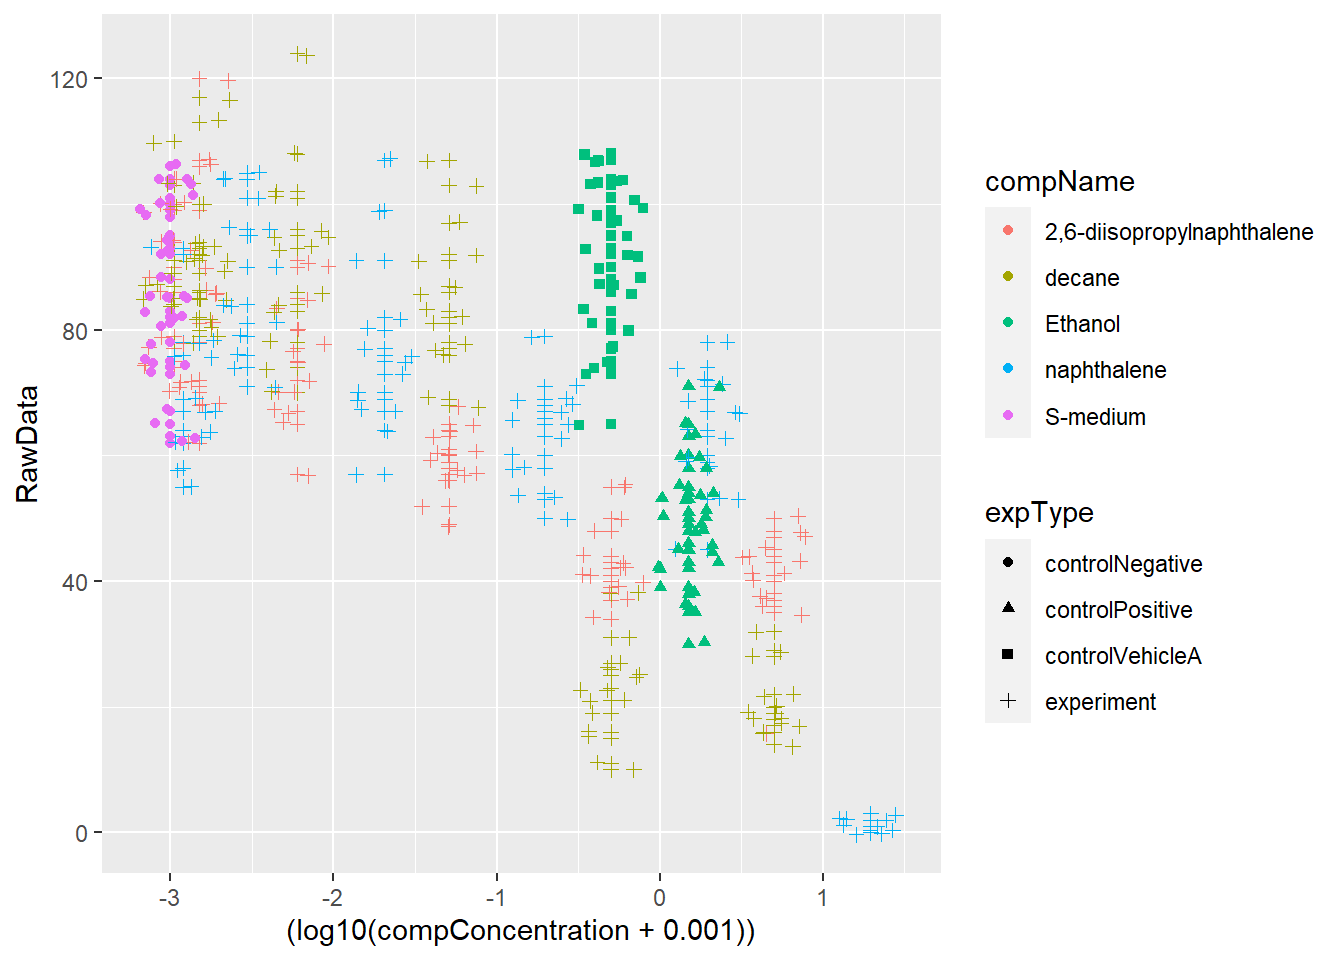 120
80
40
0
RawData
-3
-2
-1
0
1
(log10(compConcentration + 0.001))
compName
2,6-diisopropylnaphthalene
decane
Ethanol
naphthalene
S-medium
expType
controlNegative
controlPositive
controlVehicleA
experiment